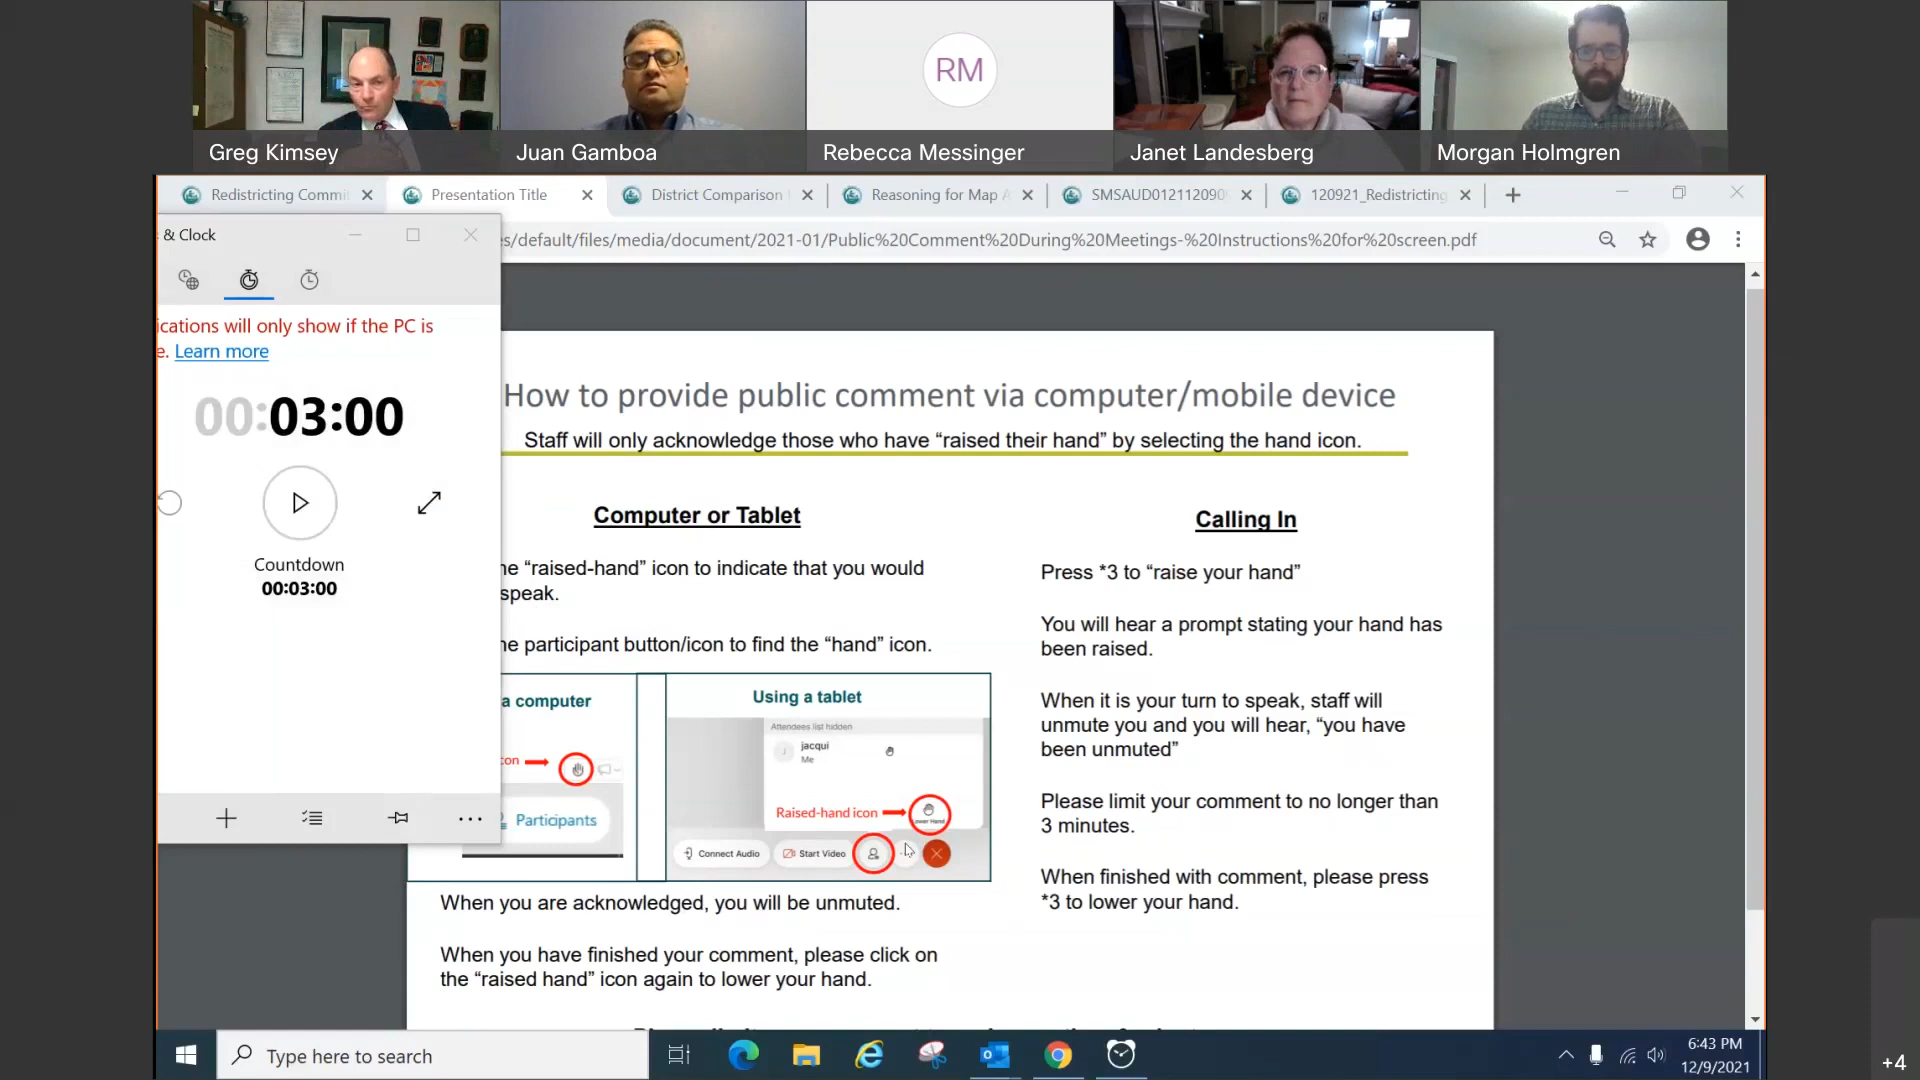 RM
Greg Kimsey
Juan Gamboa
Rebecca Messinger
Janet Landesberg
Morgan Holmgren
Redistricting Commi
Presentation Title
District Comparison
Reasoning for Map A
SMSAUD012112090
120921_Redistricting
& Clock
s/default/files/media/document/2021-01/Public%20Comment%20During%20Meetings-%20Instructions%20for%20screen.pdf
ications will only show if the PC is
e. Learn more
00:03:00
Countdown
00:03:00
How to provide public comment via computer/mobile device
Staff will only acknowledge those who have “raised their hand” by selecting the hand icon.
Computer or Tablet
he “raised-hand” icon to indicate that you would
speak.
he participant button/icon to find the “hand” icon.
a computer
con
Participants
Using a tablet
Attendees list hidden
J
jacqui
Me
Raised-hand icon
Lower Hand
Connect Audio
Start Video
When you are acknowledged, you will be unmuted.
When you have finished your comment, please click on
the “raised hand” icon again to lower your hand.
Calling In
Press *3 to “raise your hand”
You will hear a prompt stating your hand has
been raised.
When it is your turn to speak, staff will
unmute you and you will hear, “you have
been unmuted”
Please limit your comment to no longer than
3 minutes.
When finished with comment, please press
*3 to lower your hand.
Type here to search
6:43 PM
12/9/2021
+4